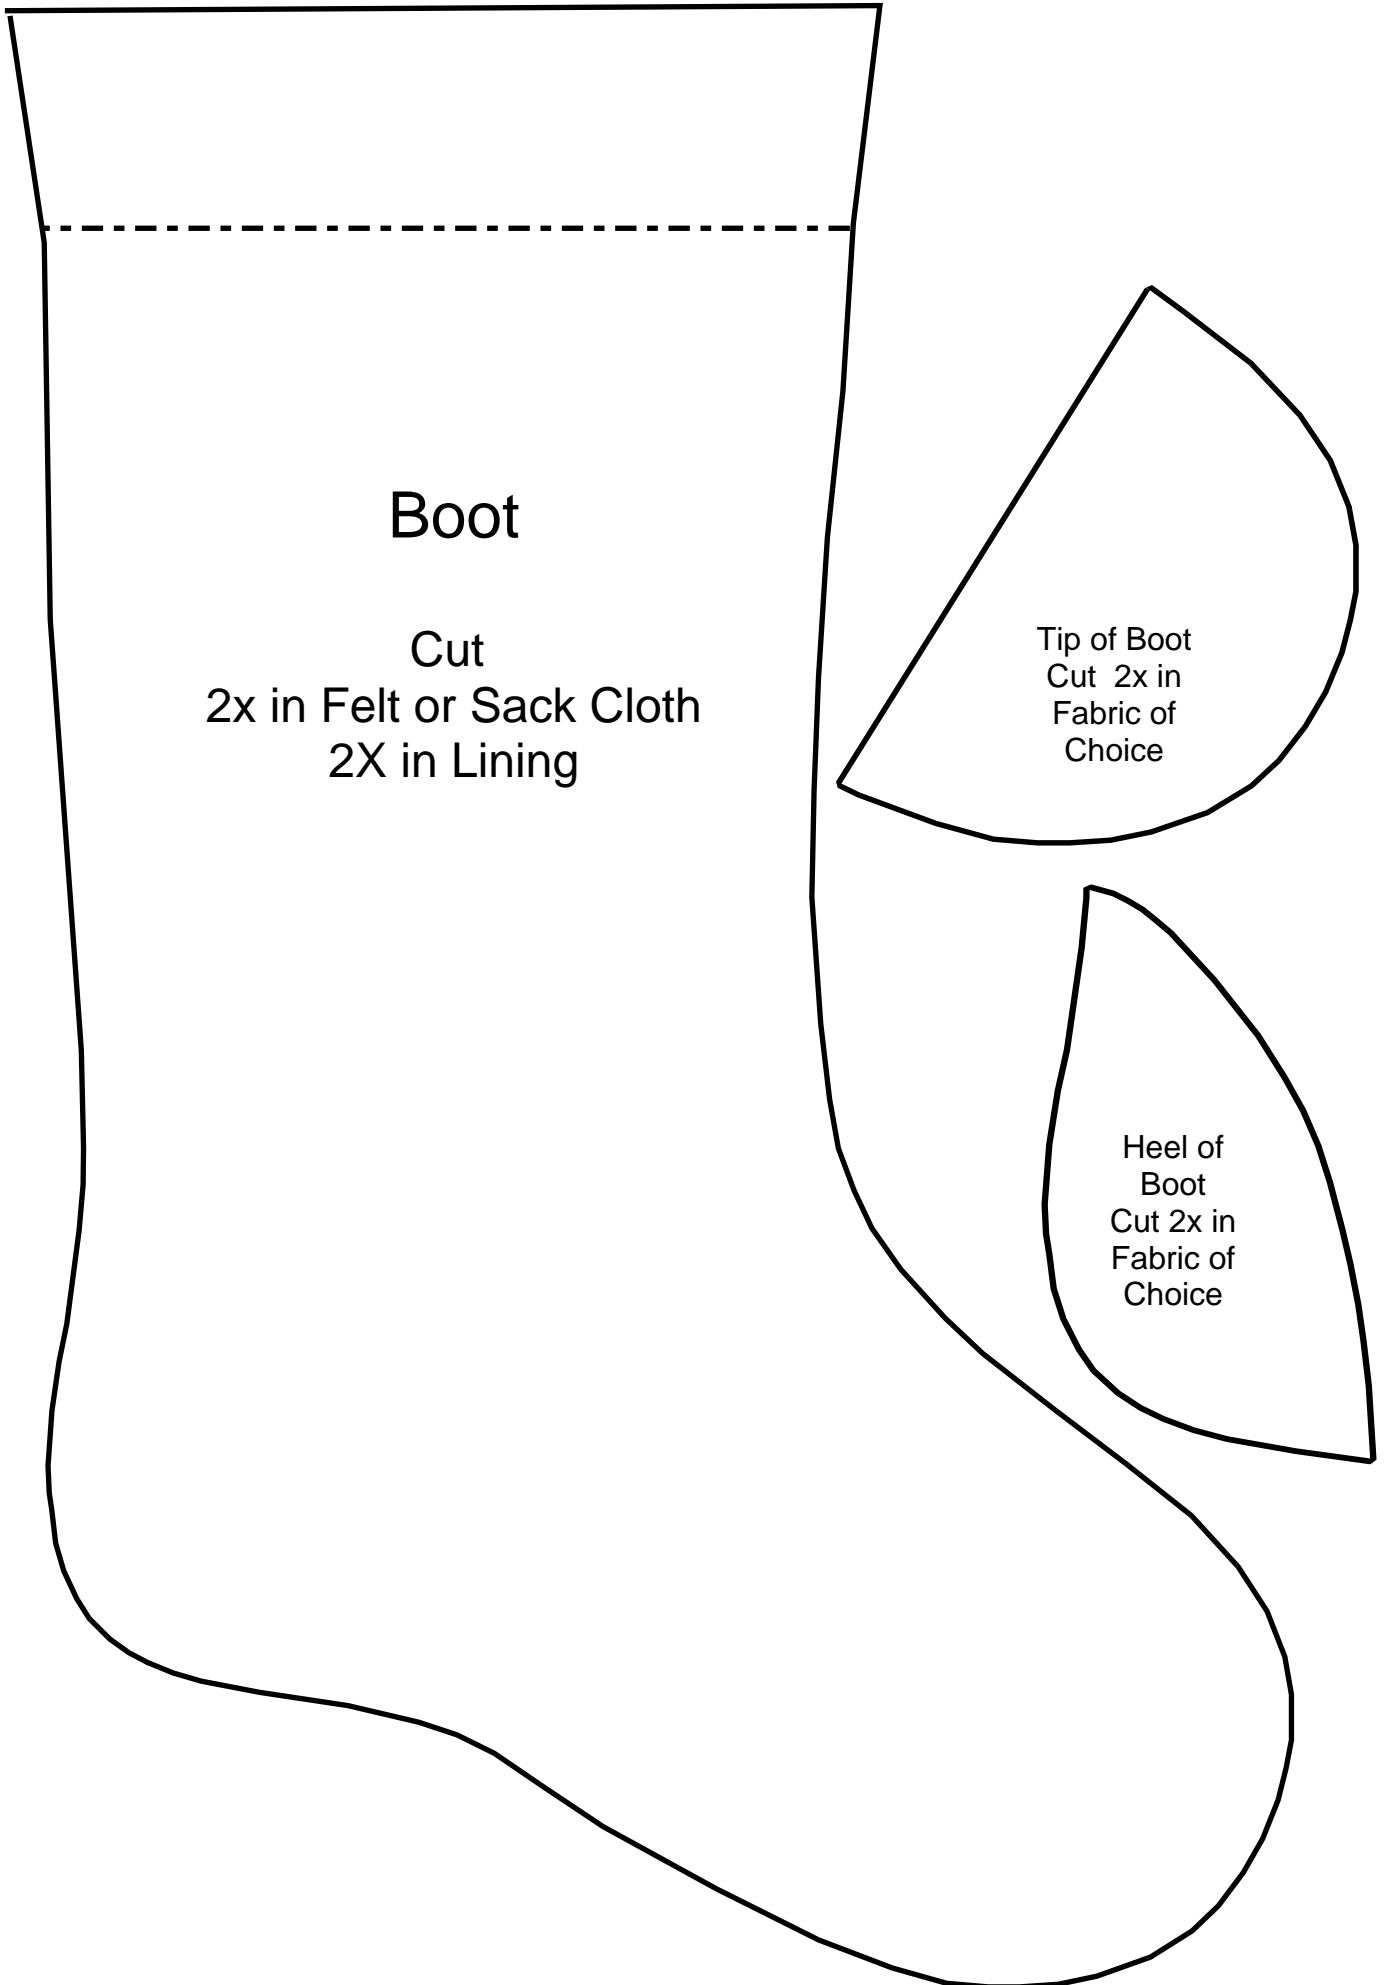 Boot
Cut
2x in Felt or Sack Cloth
2X in Lining
Tip of Boot
Cut  2x in
Fabric of
Choice
Heel of
Boot
Cut 2x in
Fabric of
Choice